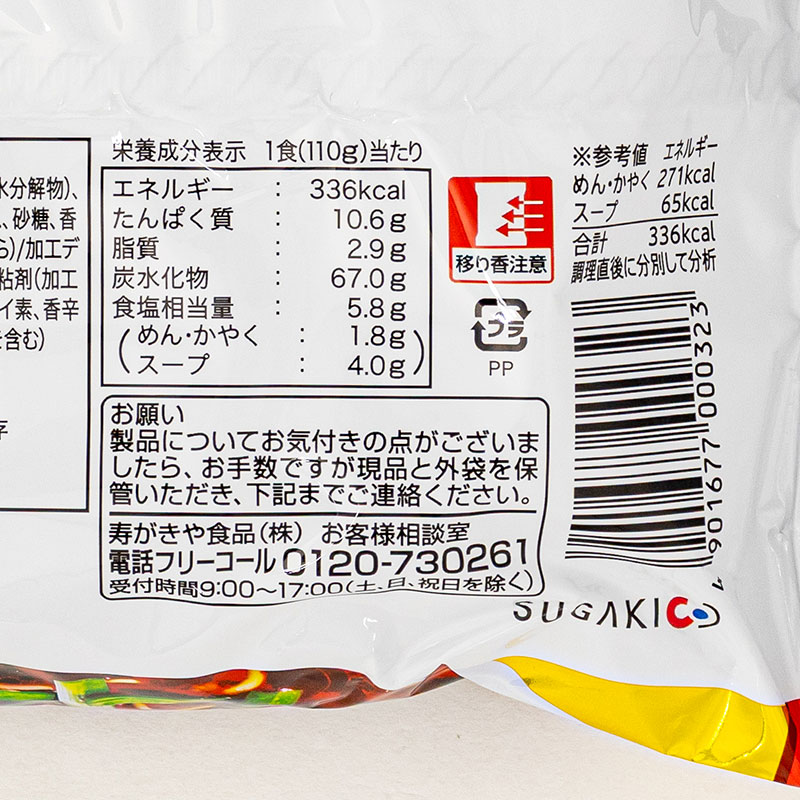 水分解物)、
、砂糖、香
ら)/加工デ
粘剤(加工
イ素、香辛
を含む)
栄養成分表示 1食(110g)当たり
エネルギー : 336kcal
たんぱく質 : 10.6g
脂質 : 2.9g
炭水化物 : 67.0g
食塩相当量 : 5.8g
(めん・かやく : 1.8g)
(スープ : 4.0g)
移り香注意
プラ
PP
※参考値 エネルギー
めん・かやく 271kcal
スープ 65kcal
合計 336kcal
調理直後に分別して分析
4901677000323
お願い
製品についてお気付きの点がございま
したら、お手数ですが現品と外袋を保
管いただき、下記までご連絡ください。
寿がきや食品(株) お客様相談室
電話フリーコール 0120-730261
受付時間9:00〜17:00(土、日、祝日を除く)
SUGAKICO